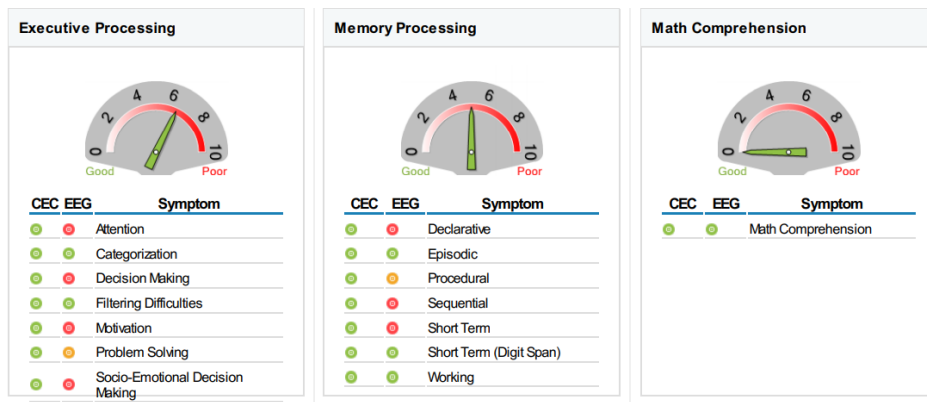 Executive Processing
0 2 4 6 8 10
Good Poor
CEC EEG Symptom
Attention
Categorization
Decision Making
Filtering Difficulties
Motivation
Problem Solving
Socio-Emotional Decision
Making
Memory Processing
0 2 4 6 8 10
Good Poor
CEC EEG Symptom
Declarative
Episodic
Procedural
Sequential
Short Term
Short Term (Digit Span)
Working
Math Comprehension
0 2 4 6 8 10
Good Poor
CEC EEG Symptom
Math Comprehension